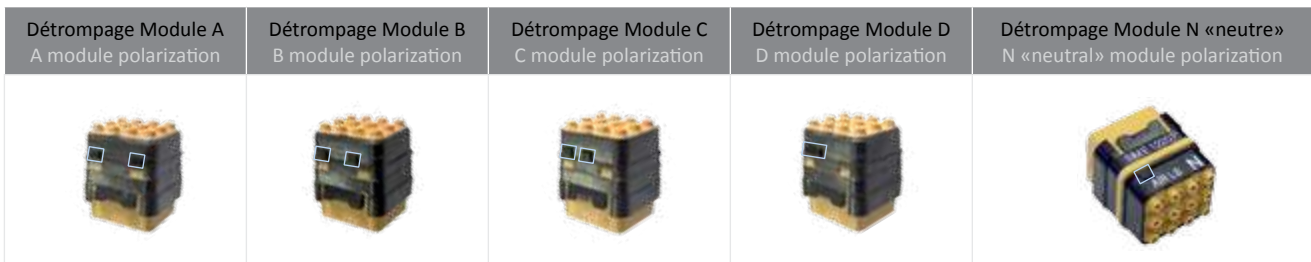 Détrompage Module A
A module polarization
Détrompage Module B
B module polarization
Détrompage Module C
C module polarization
Détrompage Module D
D module polarization
Détrompage Module N «neutre»
N «neutral» module polarization
N